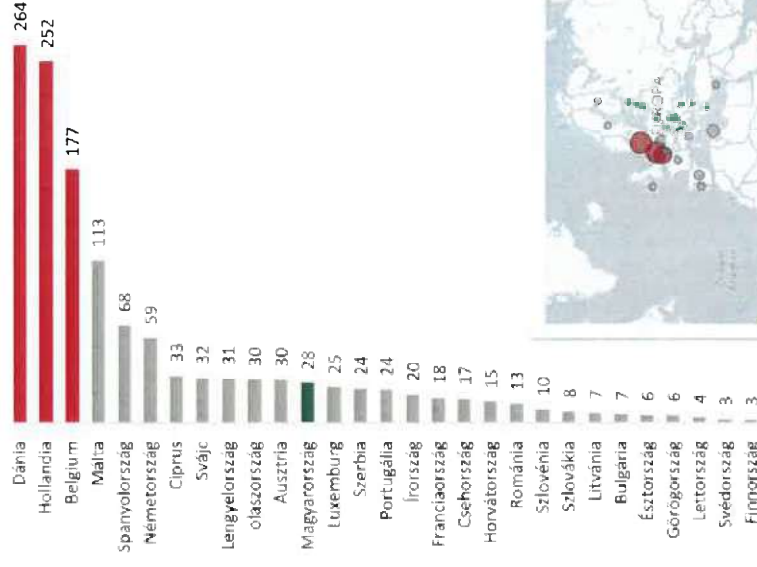 Dánia 264
Hollandia 252
Belgium 177
Málta 113
Spanyolország 68
Németország 59
Ciprus 33
Svájc 32
Lengyelország 31
olaszország 30
Ausztria 30
Magyarország 28
Luxemburg 25
Szerbia 24
Portugália 24
Írország 20
Franciaország 18
Csehország 17
Horvátország 15
Románia 13
Szlovénia 10
Szlovákia 8
Litvánia 7
Bulgária 7
Észtország 6
Görögország 6
Lettország 4
Svédország 3
Finnország 3
EURÓPA